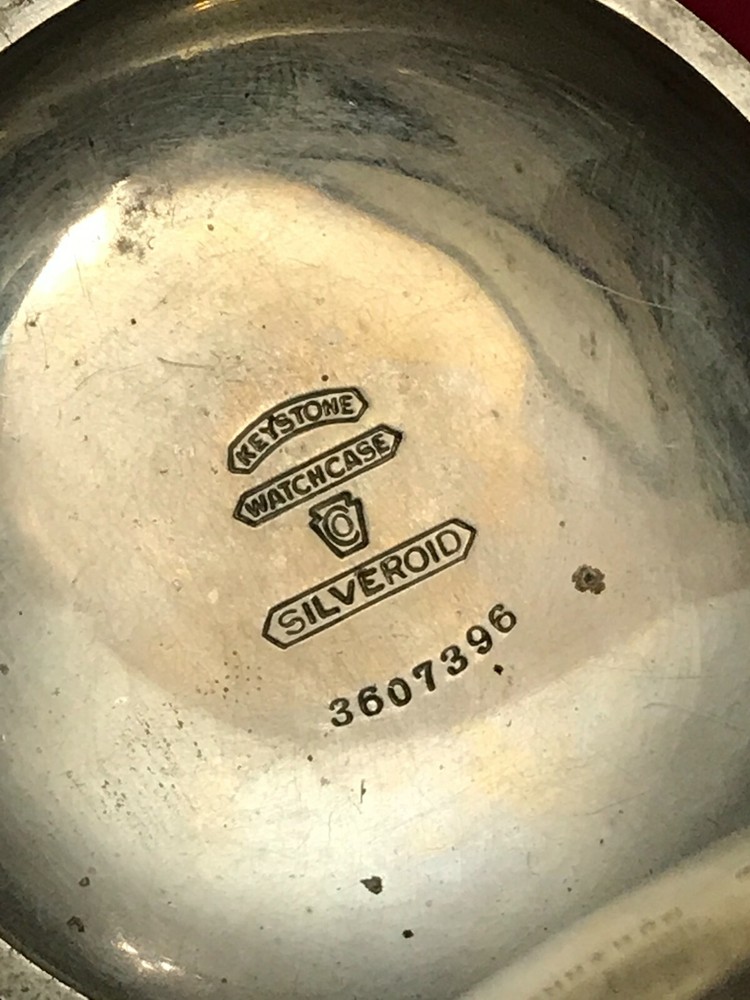 KEYSTONE
WATCHCASE
C
SILVEROID
3607396